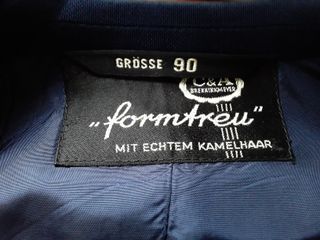 GRÖSSE 90
C&A
BRENNINKMEYER
„formtreu"
MIT ECHTEM KAMELHAAR